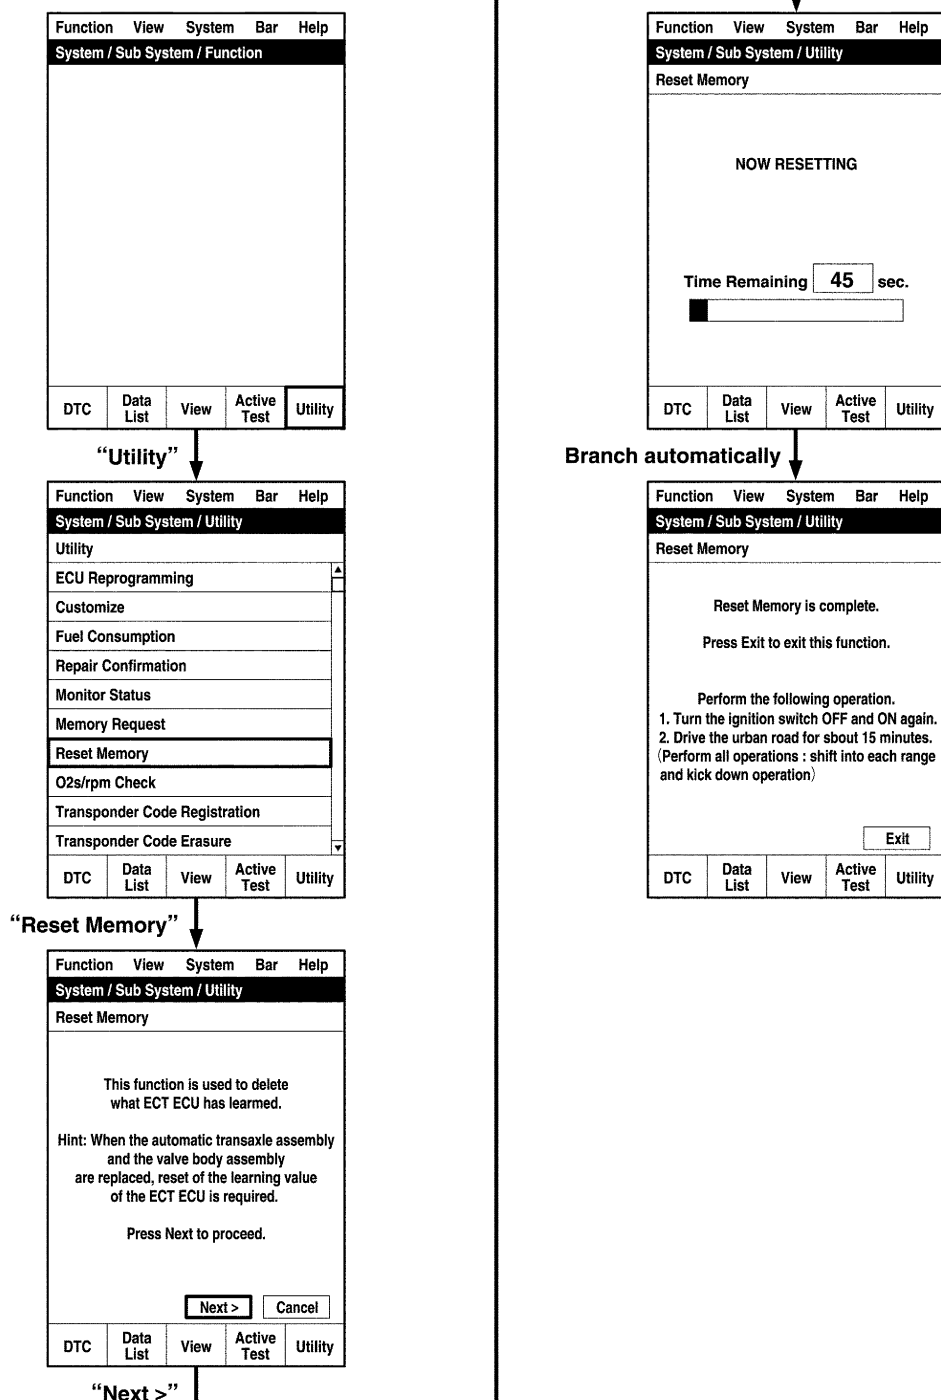 Function View System Bar Help
System / Sub System / Function
DTC Data List View Active Test Utility
“Utility”
Function View System Bar Help
System / Sub System / Utility
Utility
ECU Reprogramming
Customize
Fuel Consumption
Repair Confirmation
Monitor Status
Memory Request
Reset Memory
O2s/rpm Check
Transponder Code Registration
Transponder Code Erasure
DTC Data List View Active Test Utility
“Reset Memory”
Function View System Bar Help
System / Sub System / Utility
Reset Memory
This function is used to delete
what ECT ECU has learmed.
Hint: When the automatic transaxle assembly
and the valve body assembly
are replaced, reset of the learning value
of the ECT ECU is required.
Press Next to proceed.
Next > Cancel
DTC Data List View Active Test Utility
“Next >”
Function View System Bar Help
System / Sub System / Utility
Reset Memory
NOW RESETTING
Time Remaining 45 sec.
DTC Data List View Active Test Utility
Branch automatically
Function View System Bar Help
System / Sub System / Utility
Reset Memory
Reset Memory is complete.
Press Exit to exit this function.
Perform the following operation.
1. Turn the ignition switch OFF and ON again.
2. Drive the urban road for sbout 15 minutes.
(Perform all operations : shift into each range
and kick down operation)
Exit
DTC Data List View Active Test Utility